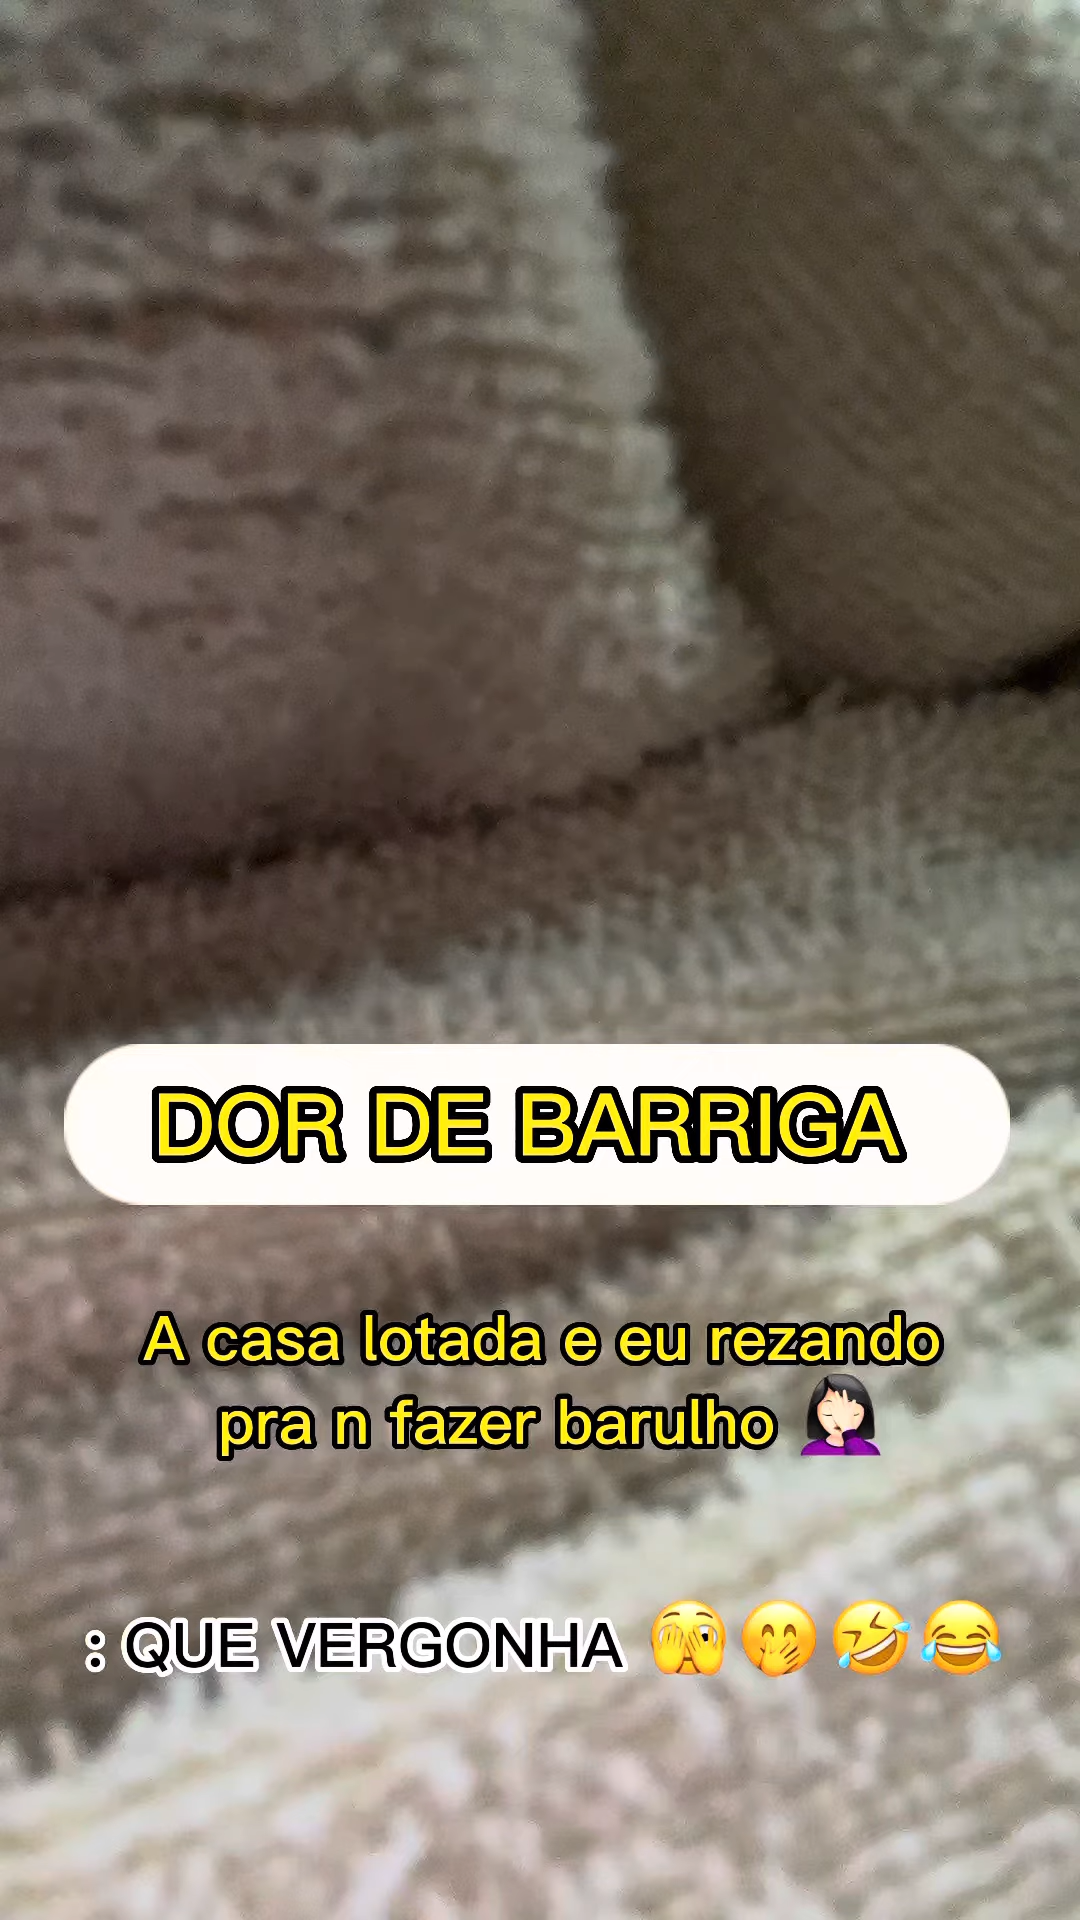 DOR DE BARRIGA
A casa lotada e eu rezando
pra n fazer barulho 🤦🏻‍♀️
: QUE VERGONHA 🫣🤭🤣😂